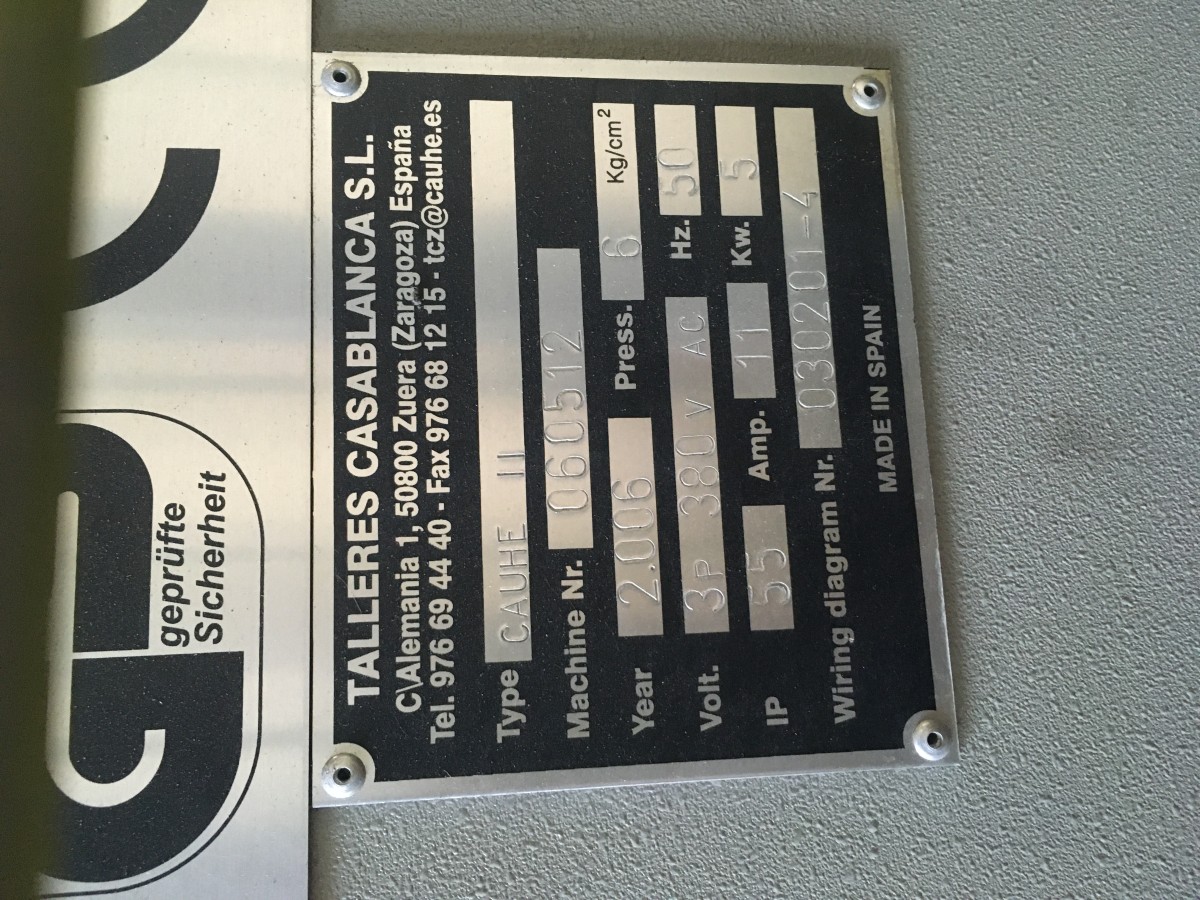 geprüfte
Sicherheit
TALLERES CASABLANCA S.L.
C\Alemania 1, 50800 Zuera (Zaragoza) España
Tel. 976 69 44 40 - Fax 976 68 12 15 - tcz@cauhe.es
Type CAUHE II
Machine Nr. 060512
Year 2.006 Press. 6 Kg/cm²
Volt. 3P 380 V AC Hz. 50
IP 55 Amp. 11 Kw. 5
Wiring diagram Nr. 030201-4
MADE IN SPAIN